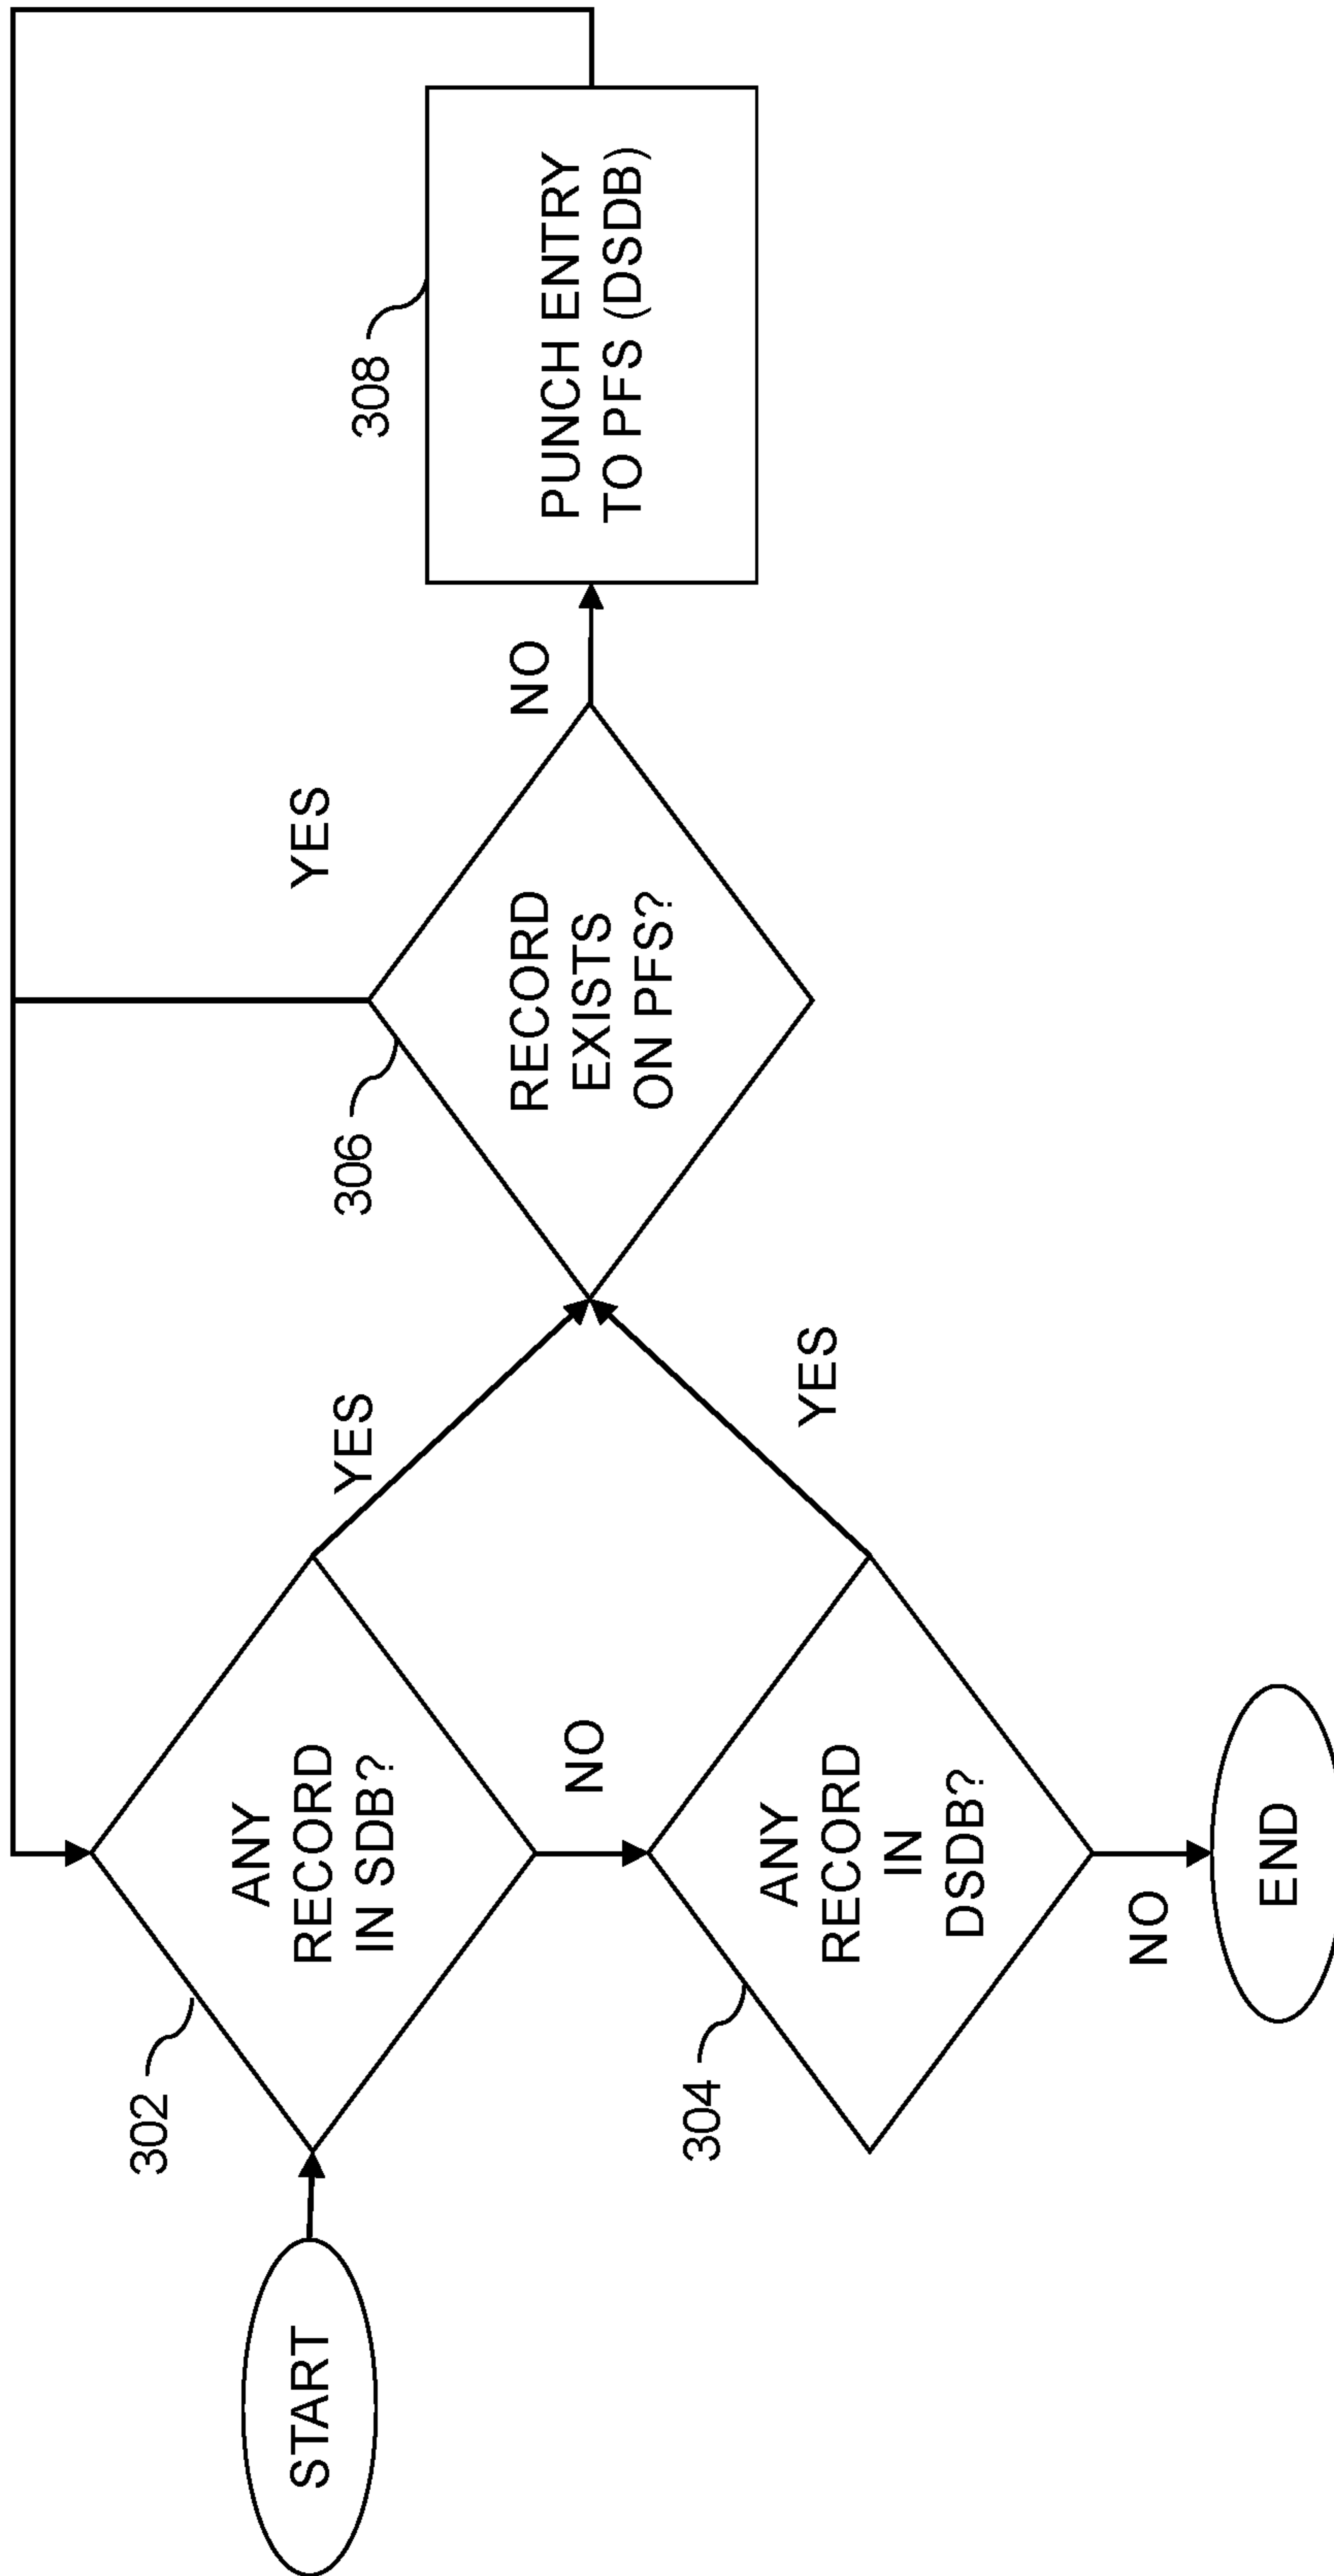 START
302
ANY
RECORD
IN SDB?
YES
NO
304
ANY
RECORD
IN
DSDB?
YES
NO
END
306
RECORD
EXISTS
ON PFS?
YES
NO
308
PUNCH ENTRY
TO PFS (DSDB)